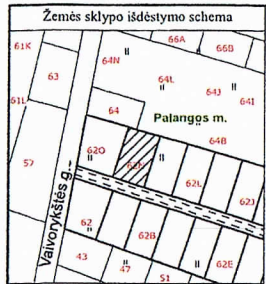 Žemės sklypo išdėstymo schema
61K
66A
66B
64N
63
64L
64J
64I
61L
64
Palangos m.
62O
64B
57
62L
62J
Vaivorykštės g.
62
62B
43
47
62E
51